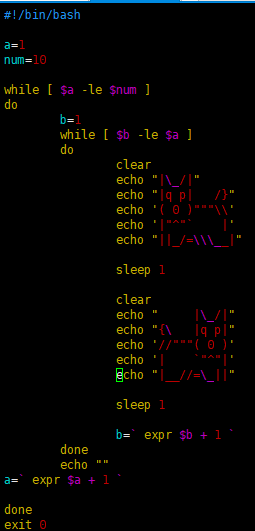 #!/bin/bash
a=1
num=10
while [ $a -le $num ]
do
b=1
while [ $b -le $a ]
do
clear
echo "|\_/|"
echo "|q p|   /}"
echo '( 0 )"""\\'
echo '|"^"`    |'
echo "||_/=\\\__|"
sleep 1
clear
echo "     |\_/|"
echo "{\   |q p|"
echo '//"""( 0 )'
echo '|    `"^"|'
echo "|__//=\_||"
sleep 1
b=` expr $b + 1 `
done
echo ""
a=` expr $a + 1 `
done
exit 0